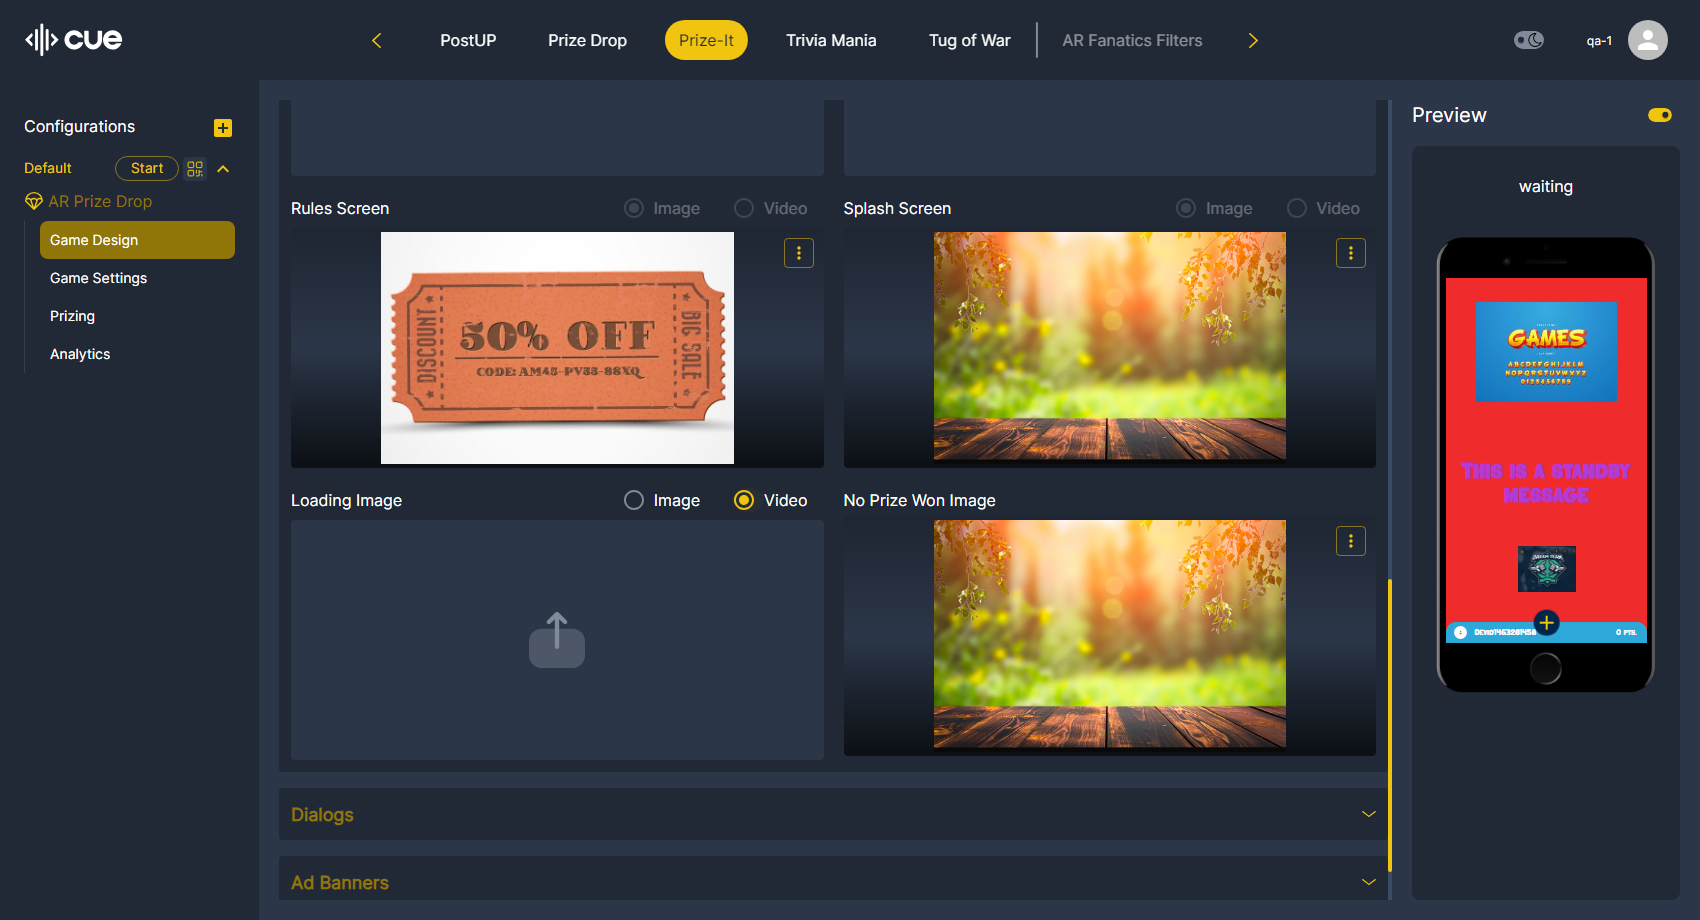 cue
PostUP
Prize Drop
Prize-It
Trivia Mania
Tug of War
AR Fanatics Filters
qa-1
Configurations
Default
Start
AR Prize Drop
Game Design
Game Settings
Prizing
Analytics
Rules Screen
Image
Video
DISCOUNT
50% OFF
CODE: AM45-PV33-88XQ
BIG SALE
Splash Screen
Image
Video
Loading Image
Image
Video
No Prize Won Image
Dialogs
Ad Banners
Preview
waiting
GAMES
ABCDEFGHIJKLM
NOPQRSTUVWXYZ
0123456789
This is a standby
message
0 pts.